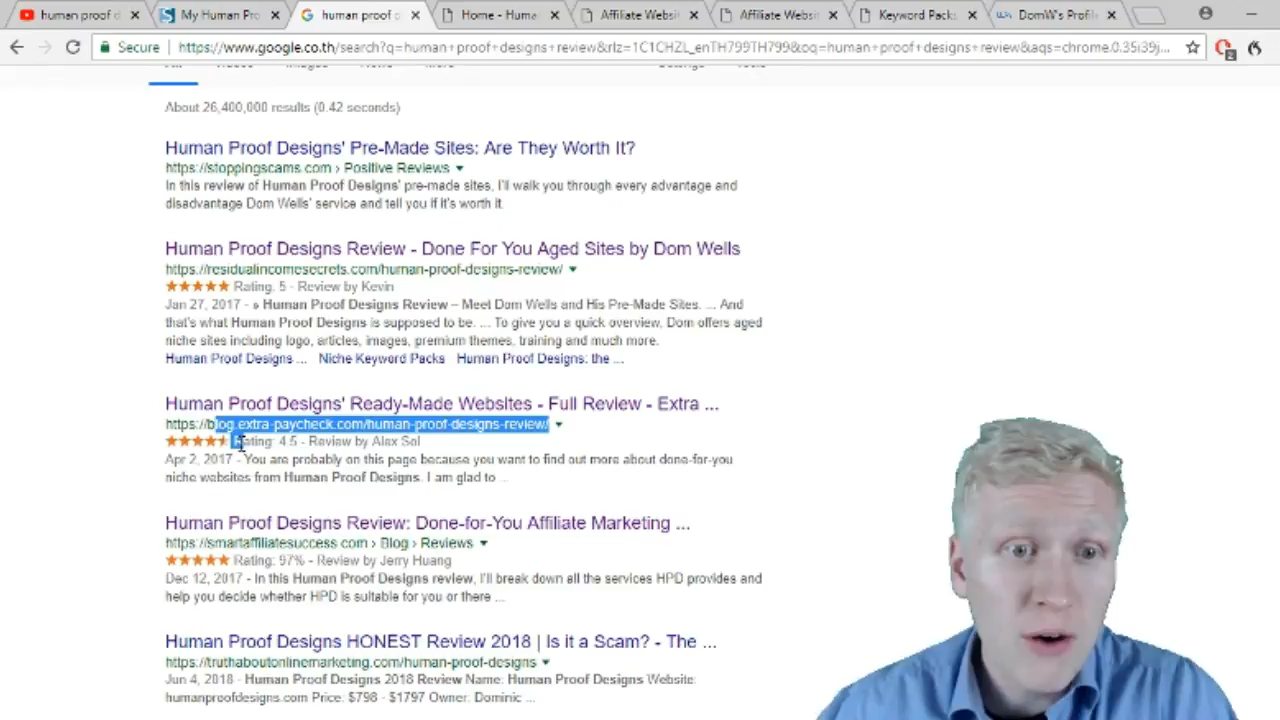 human proof d
My Human Pro
human proof d
Home - Huma
Affiliate Websi
Affiliate Websi
Keyword Packs
DomW's Profil
Secure
https://www.google.co.th/search?q=human+proof+designs+review&rlz=1C1CHZL_enTH799TH799&oq=human+proof+designs+review&aqs=chrome.0.35i39j...
2
About 26,400,000 results (0.42 seconds)
Human Proof Designs' Pre-Made Sites: Are They Worth It?
https://stoppingscams.com › Positive Reviews
In this review of Human Proof Designs' pre-made sites, I'll walk you through every advantage and
disadvantage Dom Wells' service and tell you if it's worth it.
Human Proof Designs Review - Done For You Aged Sites by Dom Wells
https://residualincomesecrets.com/human-proof-designs-review/
Rating: 5 - Review by Kevin
Jan 27, 2017 - » Human Proof Designs Review – Meet Dom Wells and His Pre-Made Sites. ... And
that's what Human Proof Designs is supposed to be. ... To give you a quick overview, Dom offers aged
niche sites including logo, articles, images, premium themes, training and much more.
Human Proof Designs ... Niche Keyword Packs Human Proof Designs: the ...
Human Proof Designs' Ready-Made Websites - Full Review - Extra ...
https://blog.extra-paycheck.com/human-proof-designs-review/
Rating: 4.5 - Review by Alex Sol
Apr 2, 2017 - You are probably on this page because you want to find out more about done-for-you
niche websites from Human Proof Designs. I am glad to ...
Human Proof Designs Review: Done-for-You Affiliate Marketing ...
https://smartaffiliatesuccess.com › Blog › Reviews
Rating: 97% - Review by Jerry Huang
Dec 12, 2017 - In this Human Proof Designs review, I'll break down all the services HPD provides and
help you decide whether HPD is suitable for you or there ...
Human Proof Designs HONEST Review 2018 | Is it a Scam? - The ...
https://truthaboutonlinemarketing.com/human-proof-designs
Jun 4, 2018 - Human Proof Designs 2018 Review Name: Human Proof Designs Website:
humanproofdesigns.com Price: $798 - $1797 Owner: Dominic ...